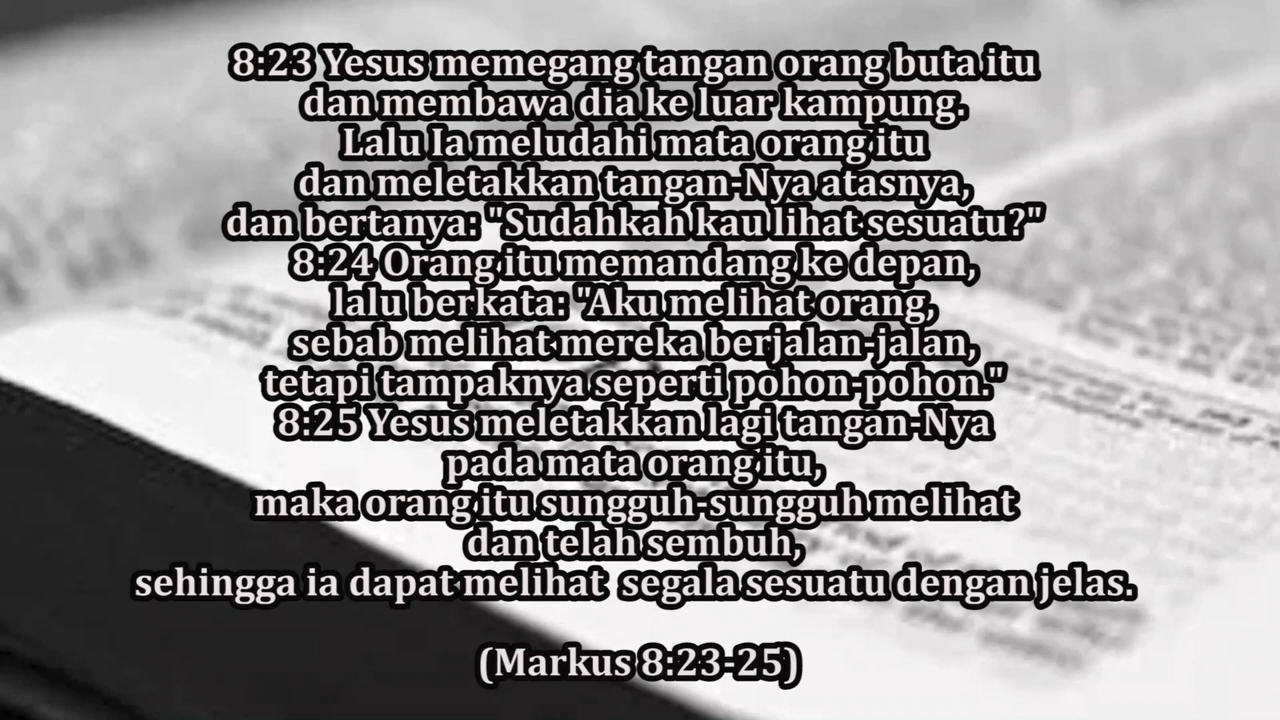 8:23 Yesus memegang tangan orang buta itu
dan membawa dia ke luar kampung.
Lalu Ia meludahi mata orang itu
dan meletakkan tangan-Nya atasnya,
dan bertanya: "Sudahkah kau lihat sesuatu?"
8:24 Orang itu memandang ke depan,
lalu berkata: "Aku melihat orang,
sebab melihat mereka berjalan-jalan,
tetapi tampaknya seperti pohon-pohon."
8:25 Yesus meletakkan lagi tangan-Nya
pada mata orang itu,
maka orang itu sungguh-sungguh melihat
dan telah sembuh,
sehingga ia dapat melihat  segala sesuatu dengan jelas.
(Markus 8:23-25)